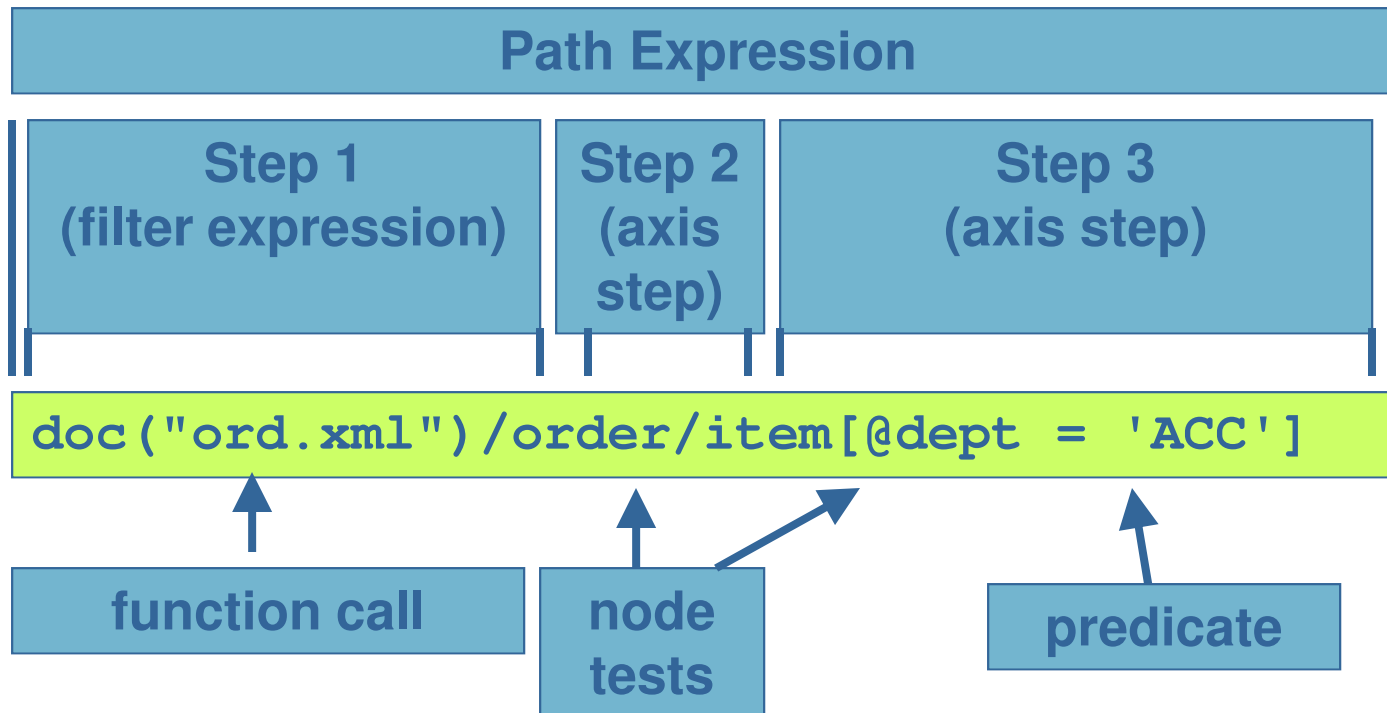 Path Expression
Step 1
(filter expression)
Step 2
(axis
step)
Step 3
(axis step)
doc("ord.xml")/order/item[@dept = 'ACC']
function call
node
tests
predicate